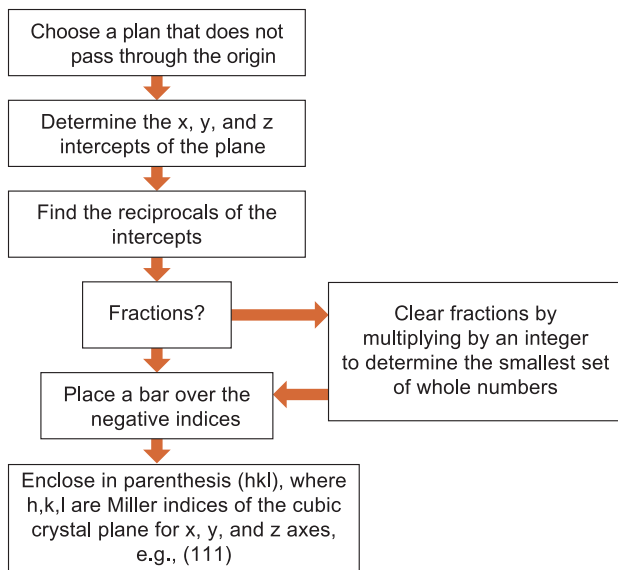 Choose a plan that does not
pass through the origin
Determine the x, y, and z
intercepts of the plane
Find the reciprocals of the
intercepts
Fractions?
Clear fractions by
multiplying by an integer
to determine the smallest set
of whole numbers
Place a bar over the
negative indices
Enclose in parenthesis (hkl), where
h,k,l are Miller indices of the cubic
crystal plane for x, y, and z axes,
e.g., (111)